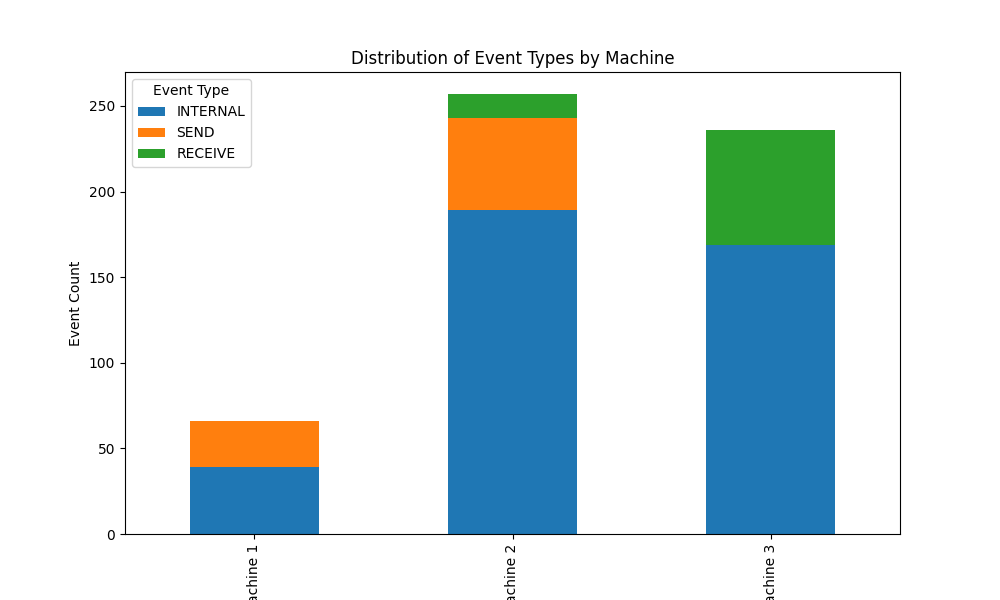 Distribution of Event Types by Machine
Event Type
INTERNAL
SEND
RECEIVE
Event Count
250
200
150
100
50
0
achine 1
achine 2
achine 3